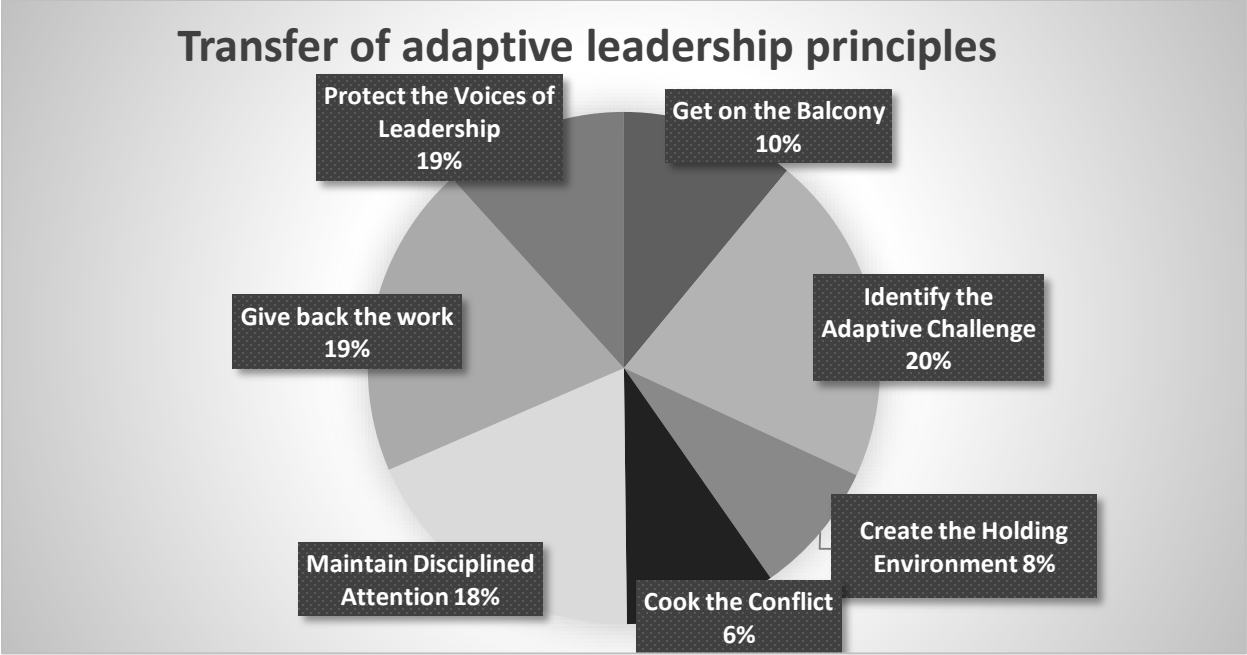 Transfer of adaptive leadership principles
Protect the Voices of
Leadership
19%
Get on the Balcony
10%
Identify the
Adaptive Challenge
20%
Give back the work
19%
Create the Holding
Environment 8%
Maintain Disciplined
Attention 18%
Cook the Conflict
6%